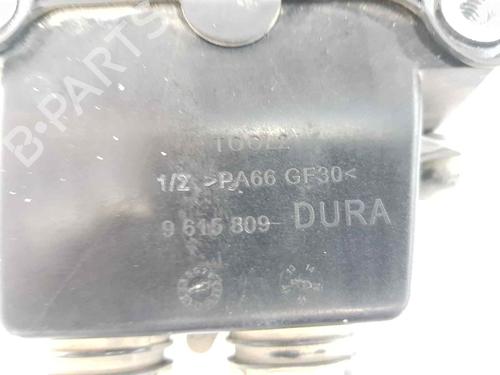 B-PARTS
1/2 >PA66 GF30<
9 615 809 DURA